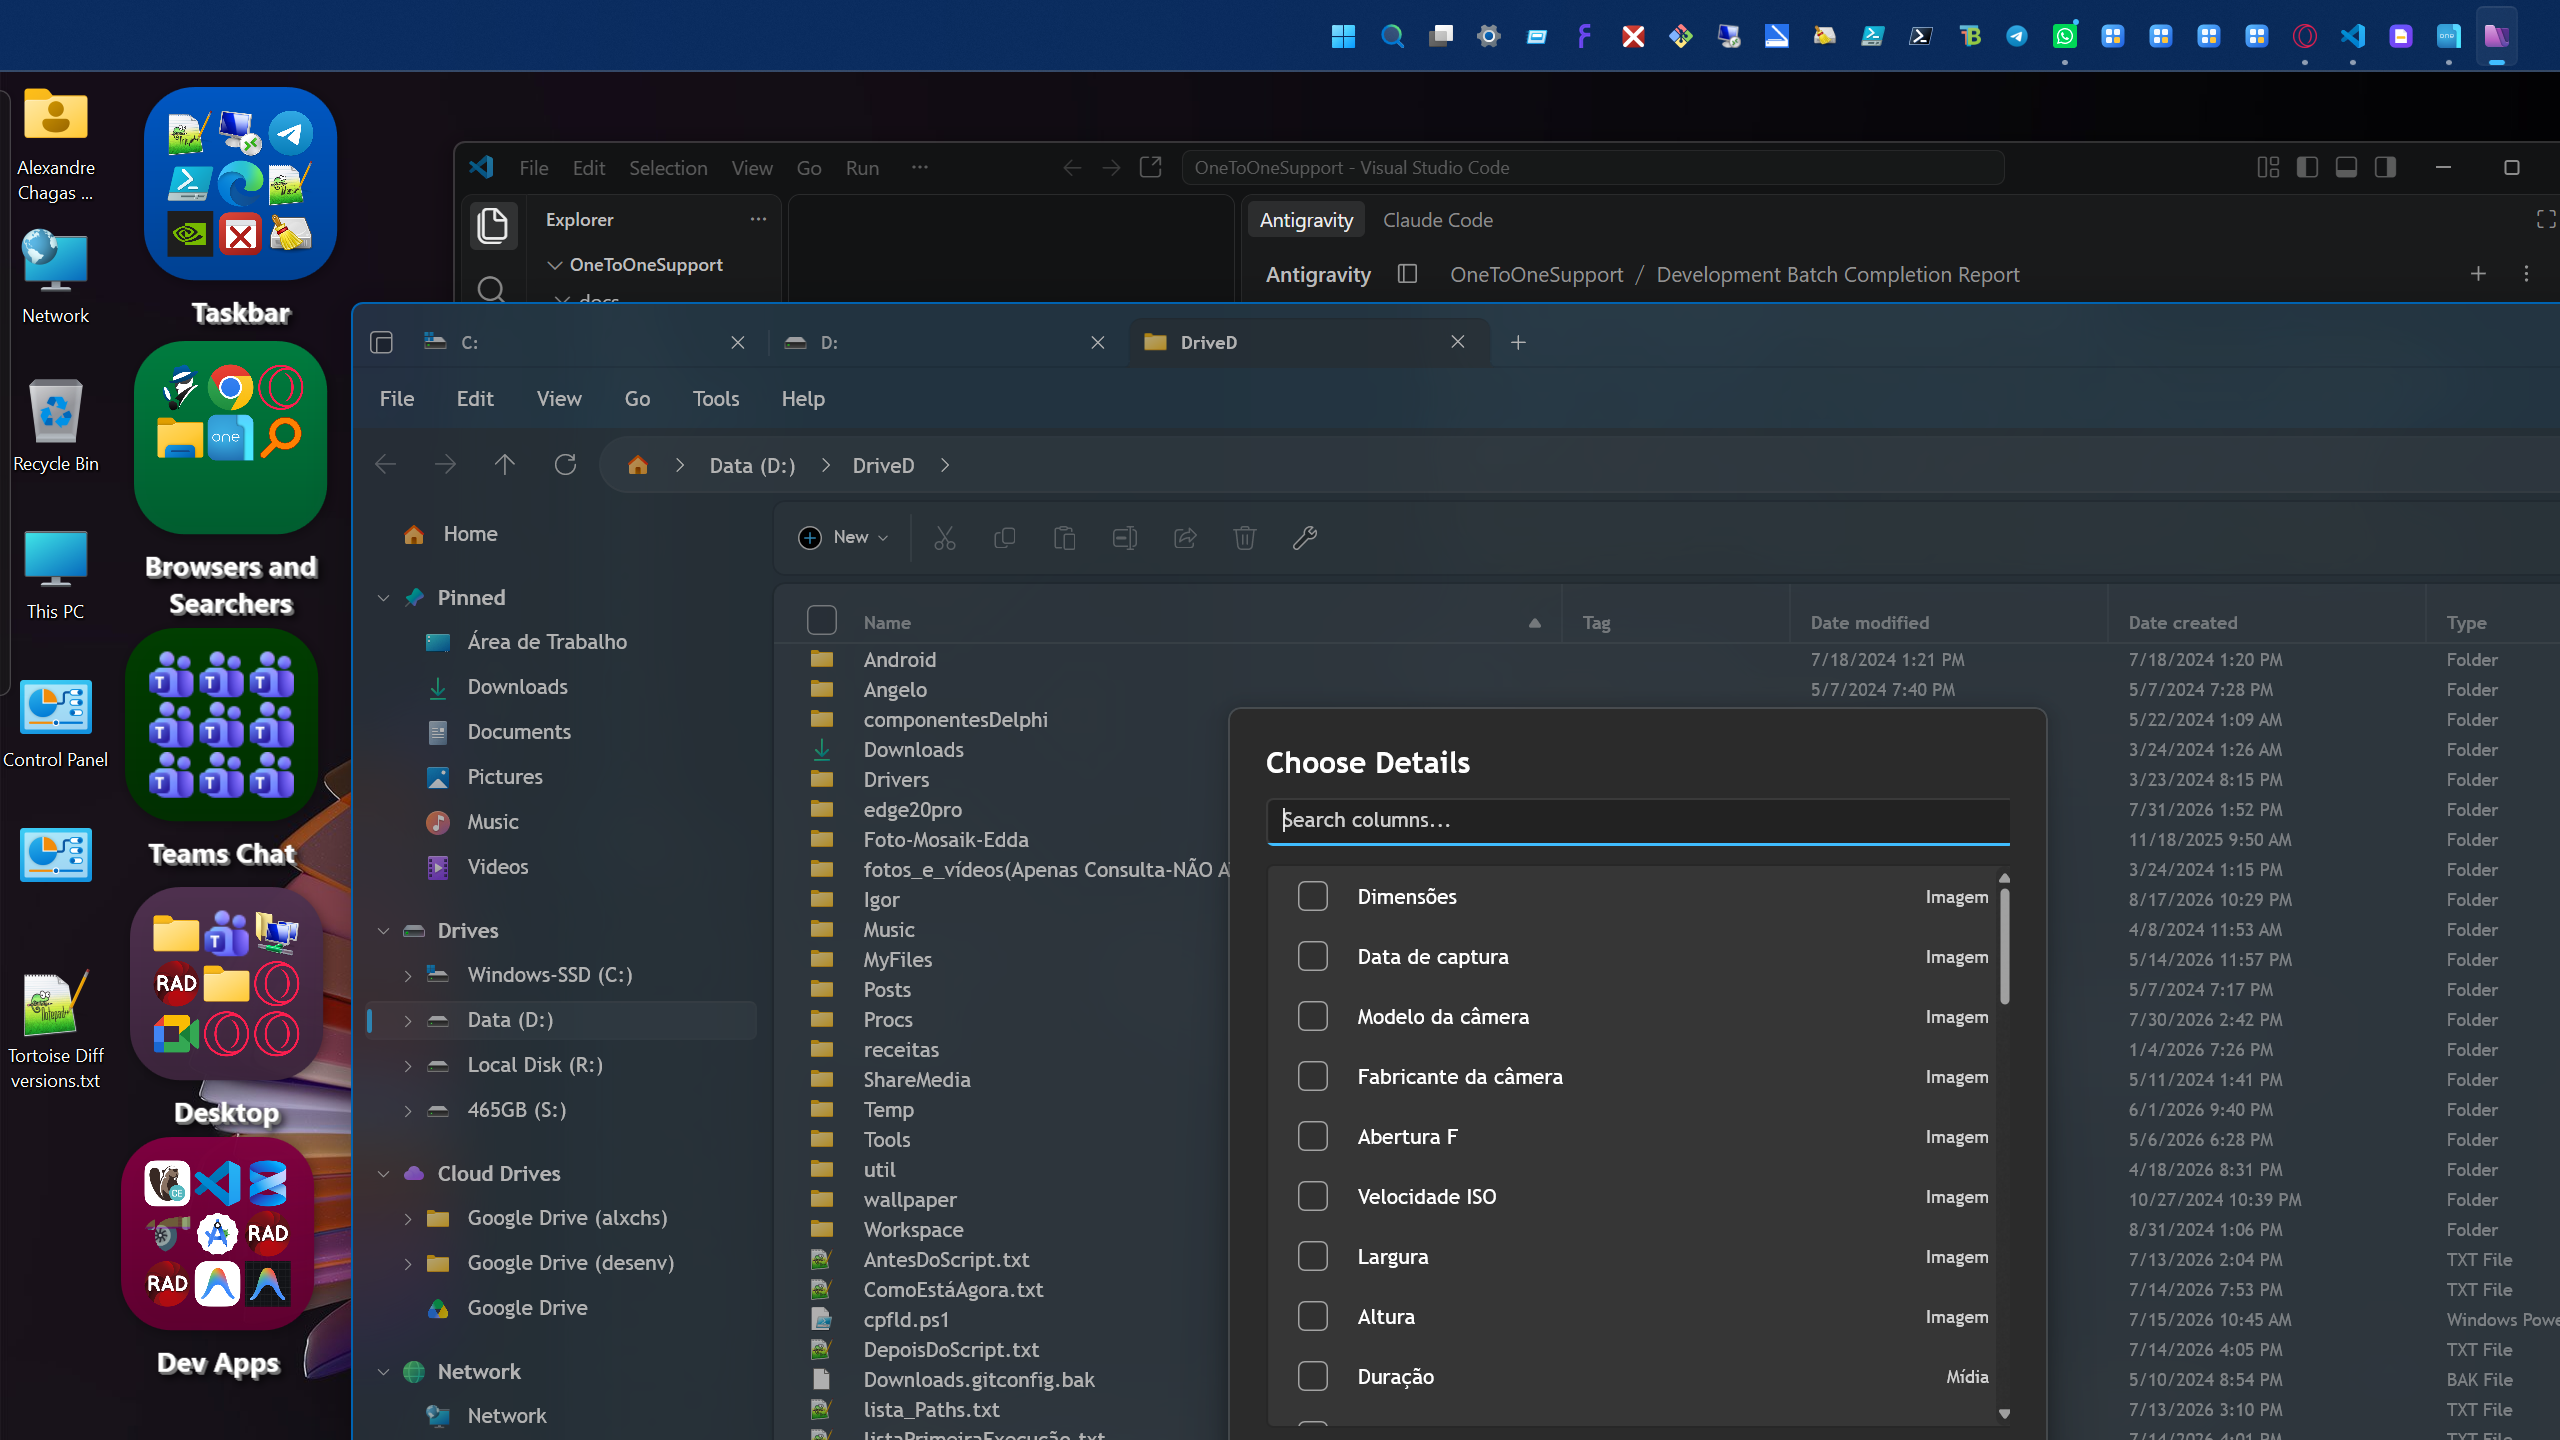 Alexandre
Chagas ...
Network
Recycle Bin
This PC
Control Panel
Tortoise Diff
versions.txt
Taskbar
Browsers and
Searchers
Teams Chat
Desktop
Dev Apps
File Edit Selection View Go Run ...
OneToOneSupport - Visual Studio Code
Explorer
OneToOneSupport
docs
Antigravity Claude Code
Antigravity OneToOneSupport / Development Batch Completion Report
C: D: DriveD
File Edit View Go Tools Help
Data (D:) DriveD
Home
Pinned
Área de Trabalho
Downloads
Documents
Pictures
Music
Videos
Drives
Windows-SSD (C:)
Data (D:)
Local Disk (R:)
465GB (S:)
Cloud Drives
Google Drive (alxchs)
Google Drive (desenv)
Google Drive
Network
Network
New
Name Tag Date modified Date created Type
Android 7/18/2024 1:21 PM 7/18/2024 1:20 PM Folder
Angelo 5/7/2024 7:40 PM 5/7/2024 7:28 PM Folder
componentesDelphi 5/22/2024 1:09 AM Folder
Downloads 3/24/2024 1:26 AM Folder
Drivers 3/23/2024 8:15 PM Folder
edge20pro 7/31/2026 1:52 PM Folder
Foto-Mosaik-Edda 11/18/2025 9:50 AM Folder
fotos_e_vídeos(Apenas Consulta-NÃO A 3/24/2024 1:15 PM Folder
Igor 8/17/2026 10:29 PM Folder
Music 4/8/2024 11:53 AM Folder
MyFiles 5/14/2026 11:57 PM Folder
Posts 5/7/2024 7:17 PM Folder
Procs 7/30/2026 2:42 PM Folder
receitas 1/4/2026 7:26 PM Folder
ShareMedia 5/11/2024 1:41 PM Folder
Temp 6/1/2026 9:40 PM Folder
Tools 5/6/2026 6:28 PM Folder
util 4/18/2026 8:31 PM Folder
wallpaper 10/27/2024 10:39 PM Folder
Workspace 8/31/2024 1:06 PM Folder
AntesDoScript.txt 7/13/2026 2:04 PM TXT File
ComoEstáAgora.txt 7/14/2026 7:53 PM TXT File
cpfld.ps1 7/15/2026 10:45 AM Windows Powe
DepoisDoScript.txt 7/14/2026 4:05 PM TXT File
Downloads.gitconfig.bak 5/10/2024 8:54 PM BAK File
lista_Paths.txt 7/13/2026 3:10 PM TXT File
listaPrimeiraExecução.txt 7/14/2026 4:01 PM TXT File
Choose Details
Search columns...
Dimensões Imagem
Data de captura Imagem
Modelo da câmera Imagem
Fabricante da câmera Imagem
Abertura F Imagem
Velocidade ISO Imagem
Largura Imagem
Altura Imagem
Duração Mídia